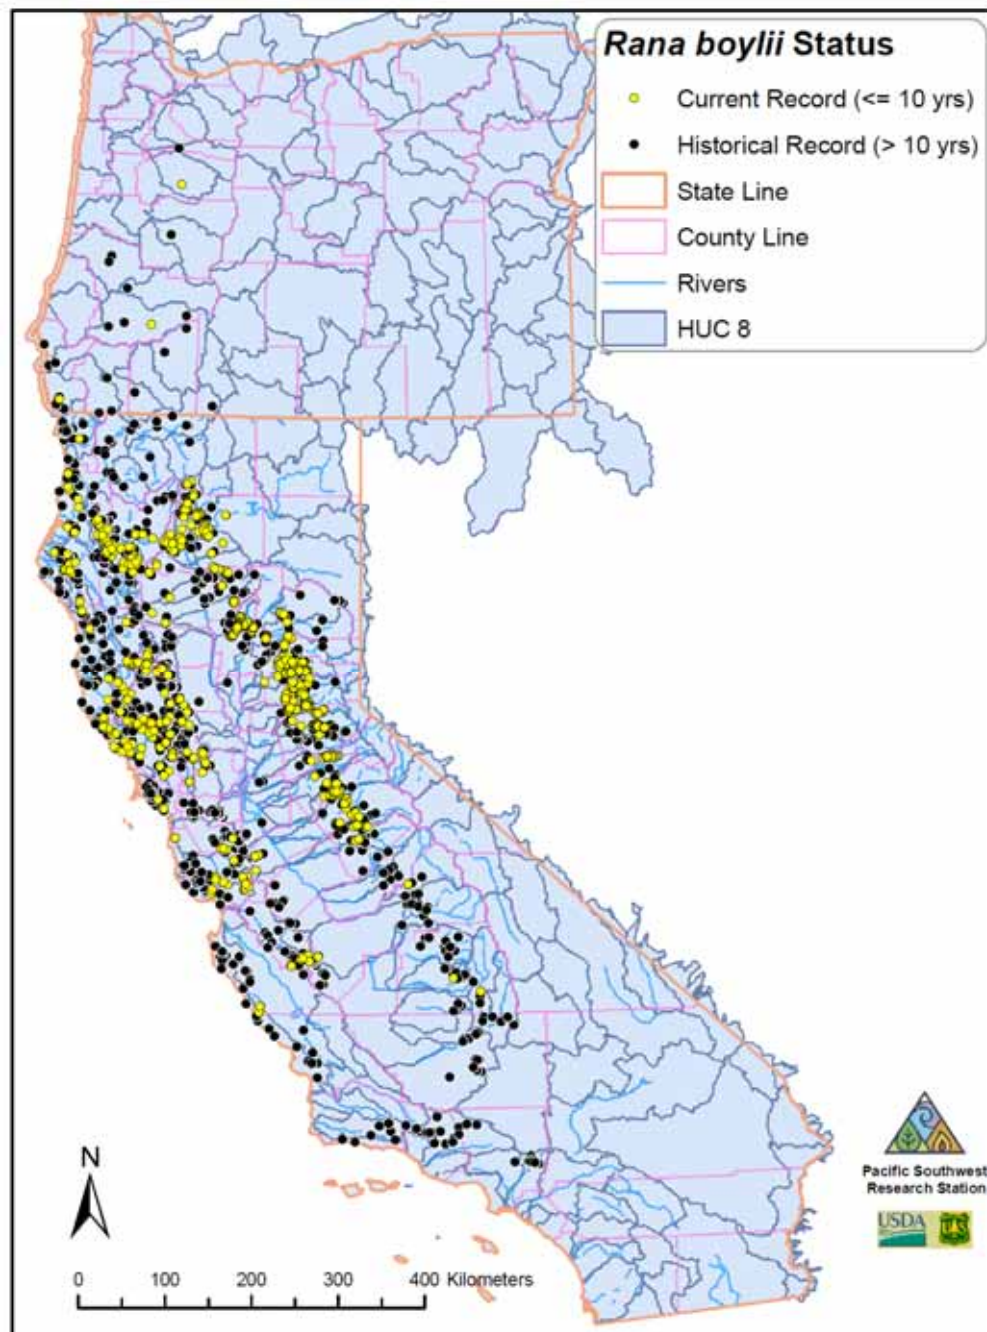 Rana boylii Status
Current Record (<= 10 yrs)
Historical Record (> 10 yrs)
State Line
County Line
Rivers
HUC 8
N
0 100 200 300 400 Kilometers
Pacific Southwest
Research Station
USDA